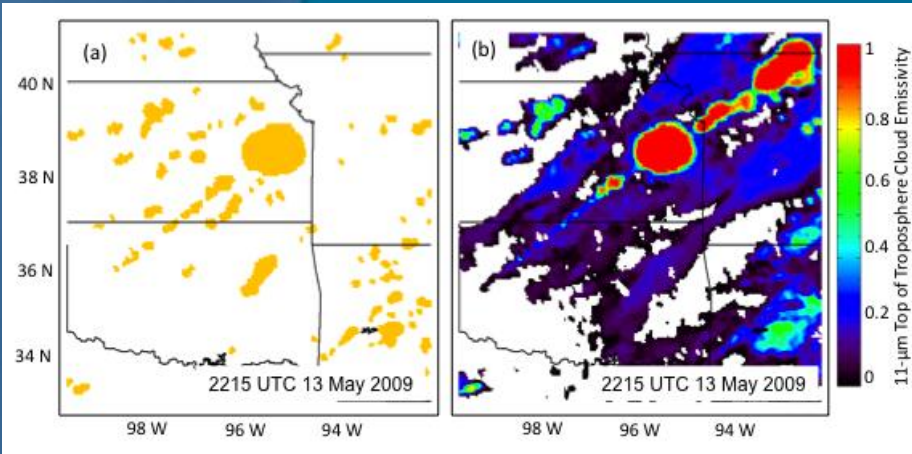 (a)
(b)
40 N
38 N
36 N
34 N
2215 UTC 13 May 2009
2215 UTC 13 May 2009
98 W
96 W
94 W
98 W
96 W
94 W
1
0.8
0.6
0.4
0.2
0
11-μm Top of Troposphere Cloud Emissivity